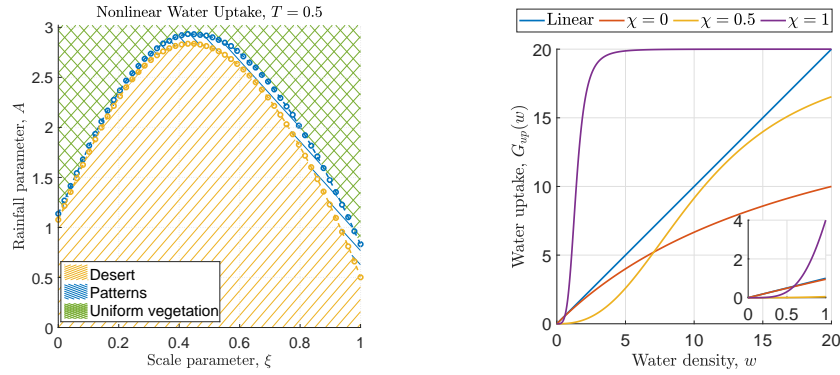 Nonlinear Water Uptake, T = 0.5
3
2.5
2
1.5
1
0.5
0
Rainfall parameter, A
Desert
Patterns
Uniform vegetation
0 0.2 0.4 0.6 0.8 1
Scale parameter, ξ
Linear χ = 0 χ = 0.5 χ = 1
20
15
10
5
0
Water uptake, G_up(w)
4
2
0
0 0.5 1
0 5 10 15 20
Water density, w